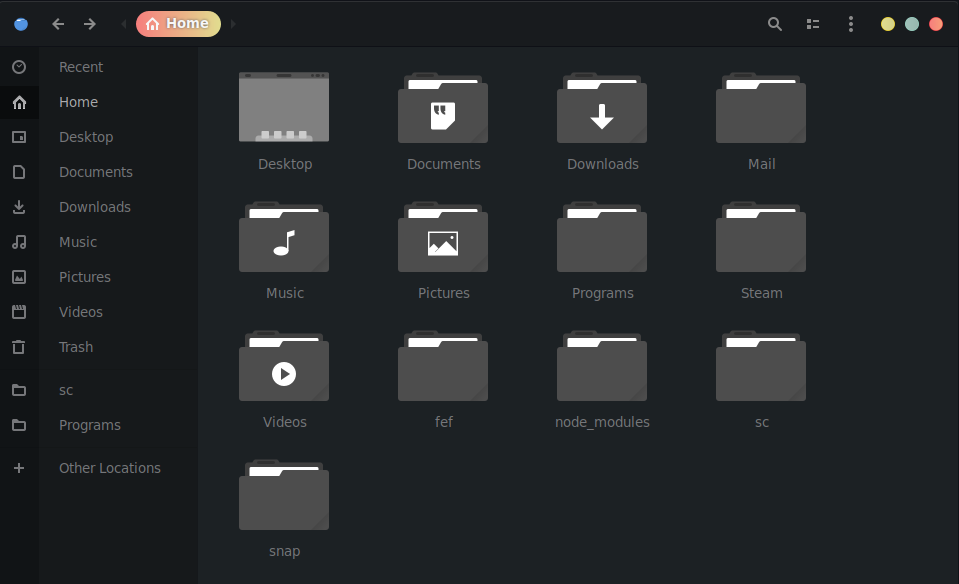 Home
Recent
Home
Desktop
Documents
Downloads
Music
Pictures
Videos
Trash
sc
Programs
Other Locations
Desktop
Documents
Downloads
Mail
Music
Pictures
Programs
Steam
Videos
fef
node_modules
sc
snap